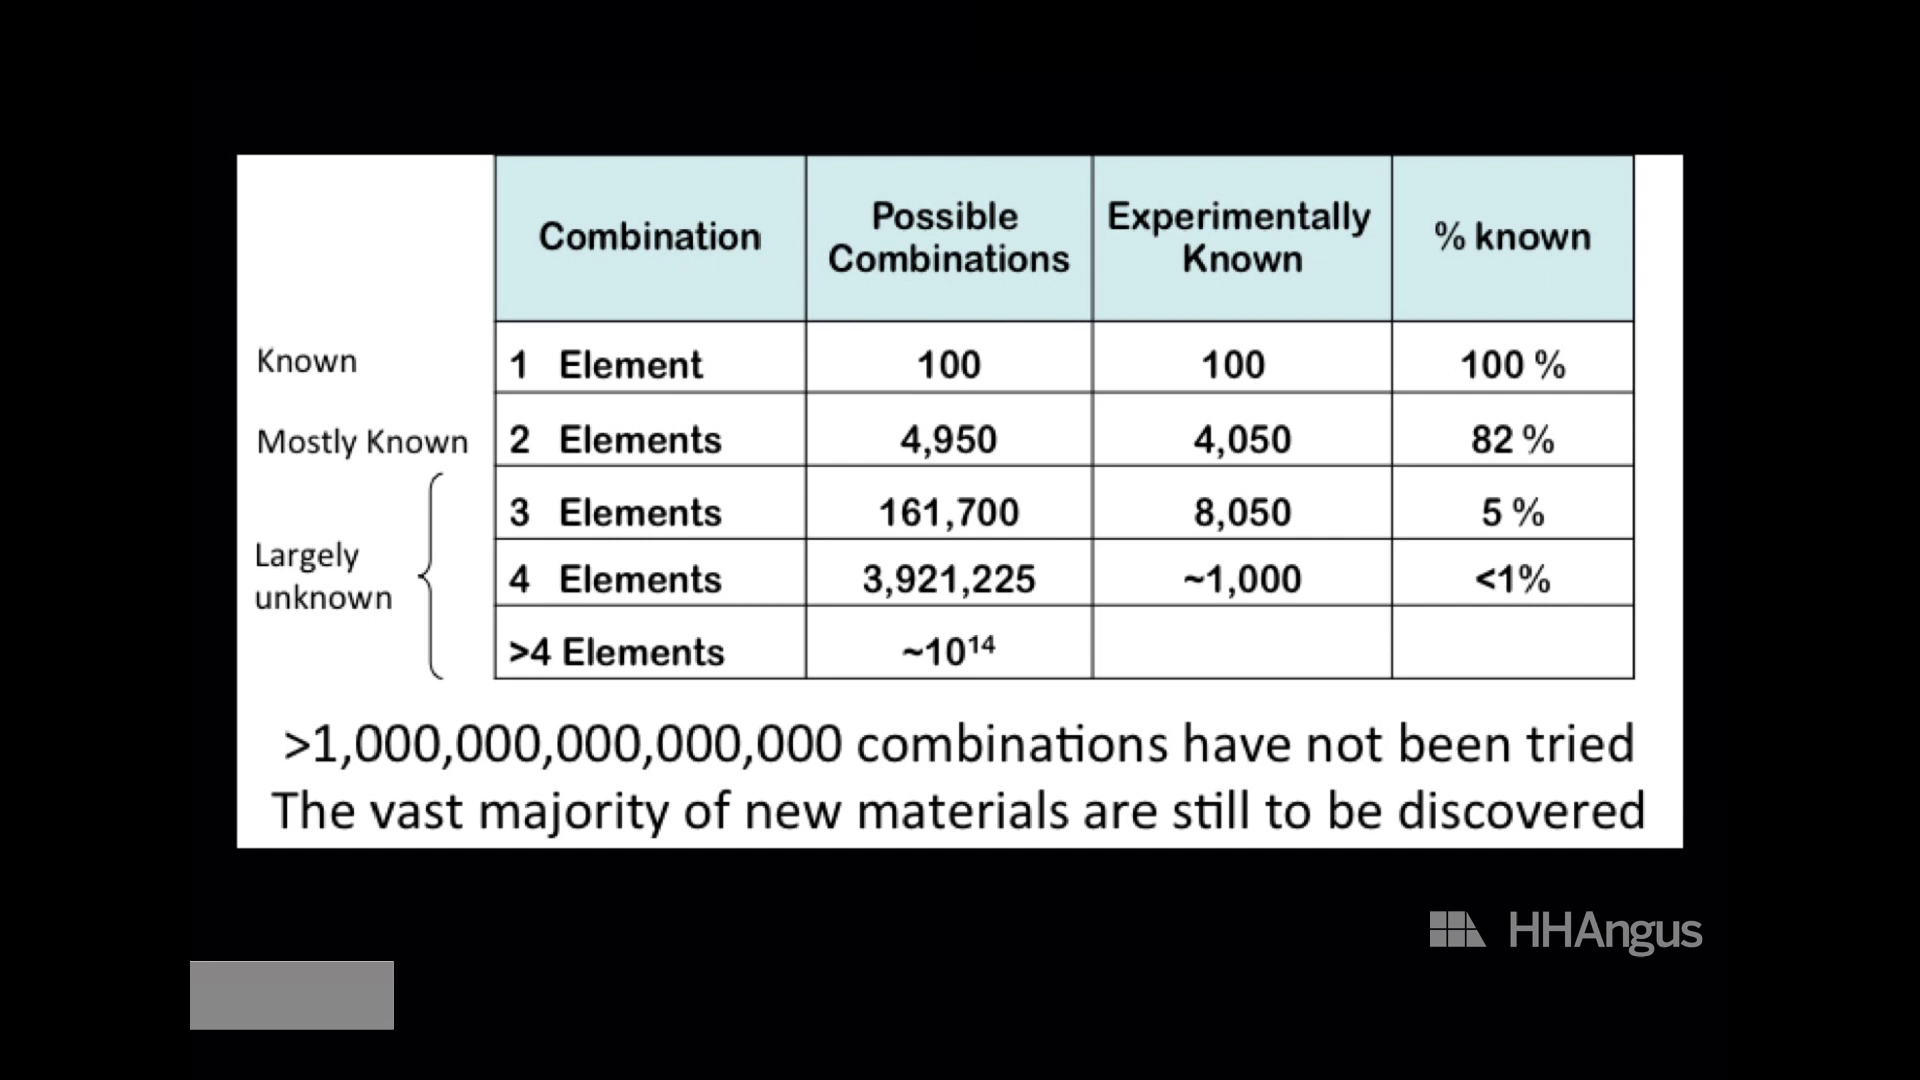 Combination
Possible Combinations
Experimentally Known
% known
Known
1 Element 100 100 100 %
Mostly Known
2 Elements 4,950 4,050 82 %
3 Elements 161,700 8,050 5 %
Largely unknown
4 Elements 3,921,225 ~1,000 <1%
>4 Elements ~10¹⁴
>1,000,000,000,000,000 combinations have not been tried
The vast majority of new materials are still to be discovered
HHAngus